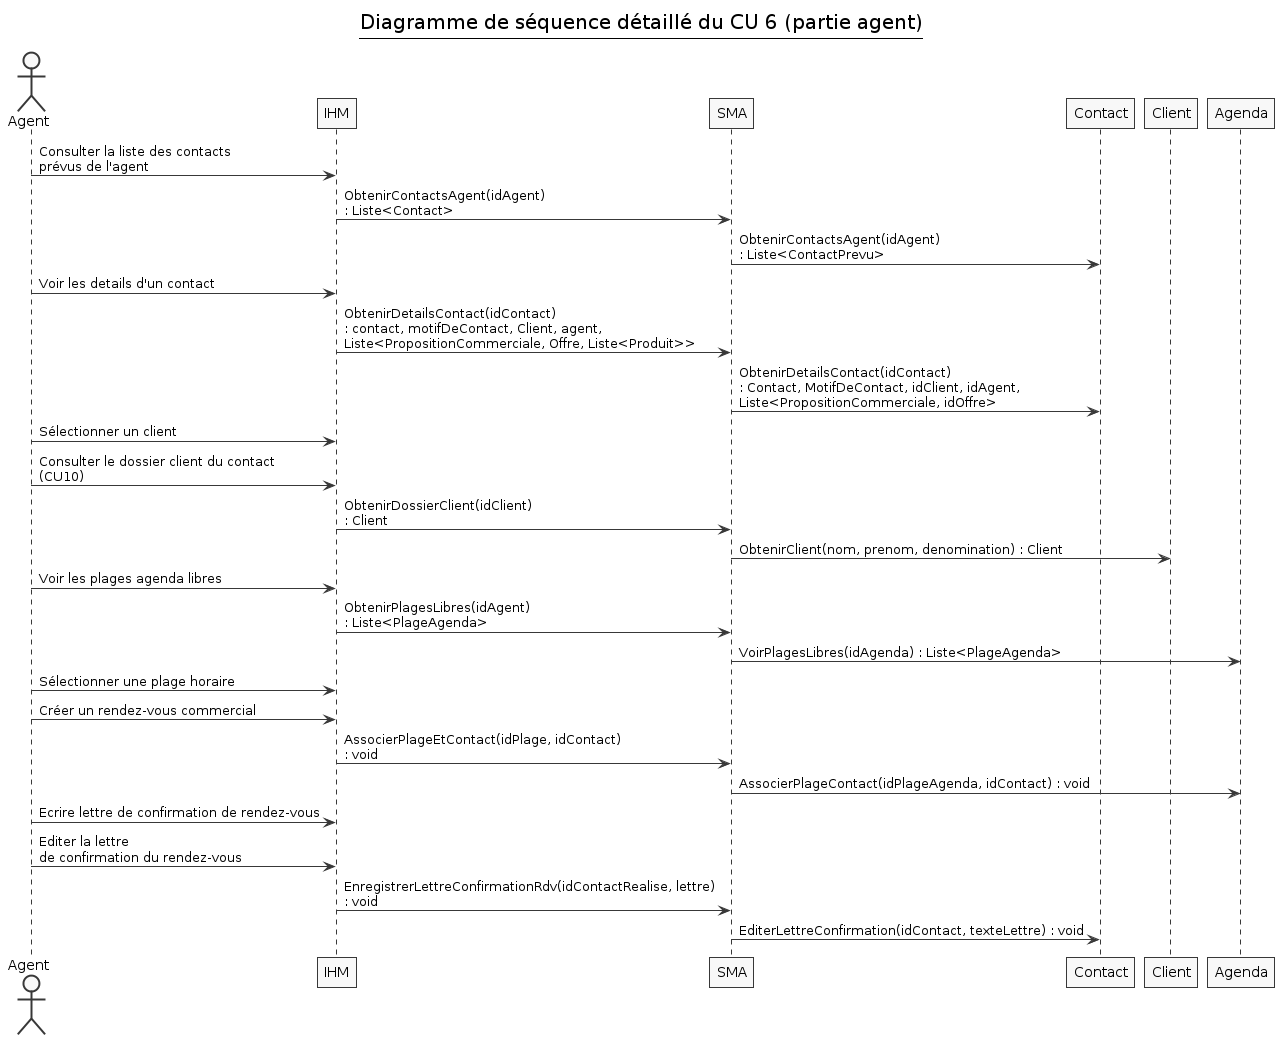 Diagramme de séquence détaillé du CU 6 (partie agent)
Agent
IHM
SMA
Contact
Client
Agenda
Consulter la liste des contacts
prévus de l'agent
ObtenirContactsAgent(idAgent)
: Liste<Contact>
ObtenirContactsAgent(idAgent)
: Liste<ContactPrevu>
Voir les details d'un contact
ObtenirDetailsContact(idContact)
: contact, motifDeContact, Client, agent,
Liste<PropositionCommerciale, Offre, Liste<Produit>>
ObtenirDetailsContact(idContact)
: Contact, MotifDeContact, idClient, idAgent,
Liste<PropositionCommerciale, idOffre>
Sélectionner un client
Consulter le dossier client du contact
(CU10)
ObtenirDossierClient(idClient)
: Client
ObtenirClient(nom, prenom, denomination) : Client
Voir les plages agenda libres
ObtenirPlagesLibres(idAgent)
: Liste<PlageAgenda>
VoirPlagesLibres(idAgenda) : Liste<PlageAgenda>
Sélectionner une plage horaire
Créer un rendez-vous commercial
AssocierPlageEtContact(idPlage, idContact)
: void
AssocierPlageContact(idPlageAgenda, idContact) : void
Ecrire lettre de confirmation de rendez-vous
Editer la lettre
de confirmation du rendez-vous
EnregistrerLettreConfirmationRdv(idContactRealise, lettre)
: void
EditerLettreConfirmation(idContact, texteLettre) : void
Agent
IHM
SMA
Contact
Client
Agenda